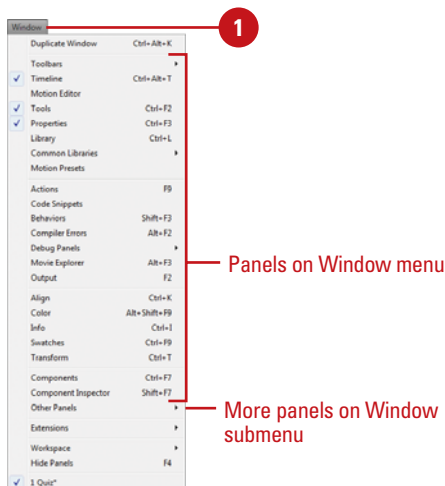 Window
1
Duplicate Window Ctrl+Alt+K
Toolbars
Timeline Ctrl+Alt+T
Motion Editor
Tools Ctrl+F2
Properties Ctrl+F3
Library Ctrl+L
Common Libraries
Motion Presets
Actions F9
Code Snippets
Behaviors Shift+F3
Compiler Errors Alt+F2
Debug Panels
Movie Explorer Alt+F3
Output F2
Panels on Window menu
Align Ctrl+K
Color Alt+Shift+F9
Info Ctrl+I
Swatches Ctrl+F9
Transform Ctrl+T
Components Ctrl+F7
Component Inspector Shift+F7
Other Panels
More panels on Window
submenu
Extensions
Workspace
Hide Panels F4
1 Quiz*